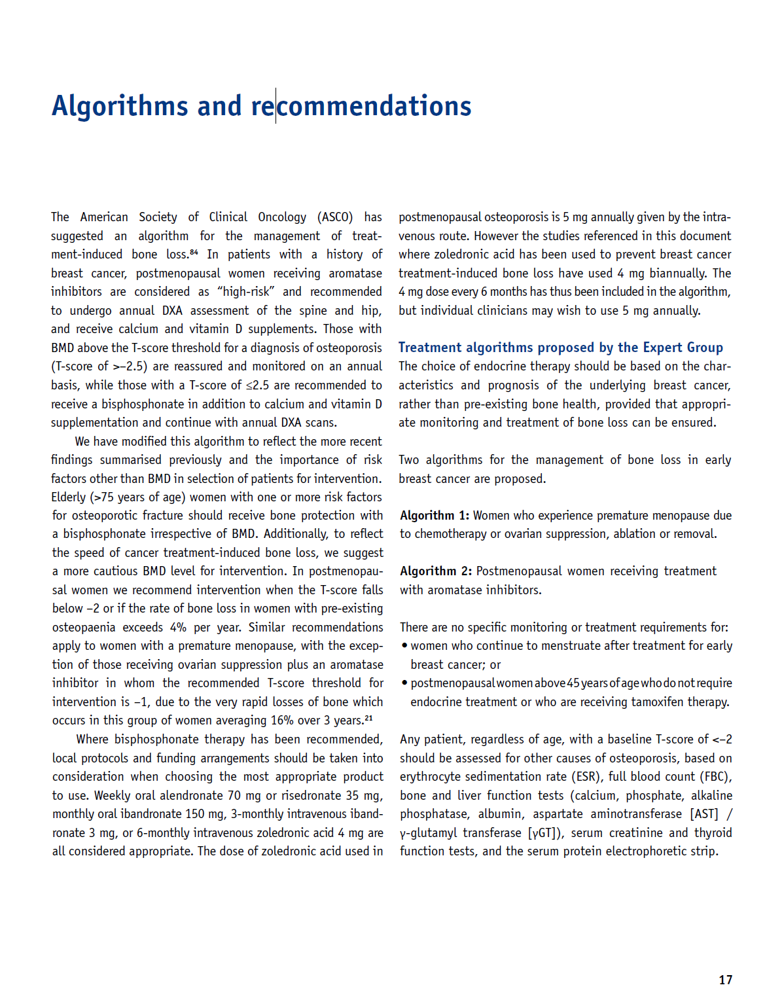 Algorithms and recommendations
The American Society of Clinical Oncology (ASCO) has
suggested an algorithm for the management of treat-
ment-induced bone loss.⁸⁴ In patients with a history of
breast cancer, postmenopausal women receiving aromatase
inhibitors are considered as “high-risk” and recommended
to undergo annual DXA assessment of the spine and hip,
and receive calcium and vitamin D supplements. Those with
BMD above the T-score threshold for a diagnosis of osteoporosis
(T-score of >–2.5) are reassured and monitored on an annual
basis, while those with a T-score of ≤2.5 are recommended to
receive a bisphosphonate in addition to calcium and vitamin D
supplementation and continue with annual DXA scans.
We have modified this algorithm to reflect the more recent
findings summarised previously and the importance of risk
factors other than BMD in selection of patients for intervention.
Elderly (>75 years of age) women with one or more risk factors
for osteoporotic fracture should receive bone protection with
a bisphosphonate irrespective of BMD. Additionally, to reflect
the speed of cancer treatment-induced bone loss, we suggest
a more cautious BMD level for intervention. In postmenopau-
sal women we recommend intervention when the T-score falls
below –2 or if the rate of bone loss in women with pre-existing
osteopaenia exceeds 4% per year. Similar recommendations
apply to women with a premature menopause, with the excep-
tion of those receiving ovarian suppression plus an aromatase
inhibitor in whom the recommended T-score threshold for
intervention is –1, due to the very rapid losses of bone which
occurs in this group of women averaging 16% over 3 years.²¹
Where bisphosphonate therapy has been recommended,
local protocols and funding arrangements should be taken into
consideration when choosing the most appropriate product
to use. Weekly oral alendronate 70 mg or risedronate 35 mg,
monthly oral ibandronate 150 mg, 3-monthly intravenous iband-
ronate 3 mg, or 6-monthly intravenous zoledronic acid 4 mg are
all considered appropriate. The dose of zoledronic acid used in
postmenopausal osteoporosis is 5 mg annually given by the intra-
venous route. However the studies referenced in this document
where zoledronic acid has been used to prevent breast cancer
treatment-induced bone loss have used 4 mg biannually. The
4 mg dose every 6 months has thus been included in the algorithm,
but individual clinicians may wish to use 5 mg annually.
Treatment algorithms proposed by the Expert Group
The choice of endocrine therapy should be based on the char-
acteristics and prognosis of the underlying breast cancer,
rather than pre-existing bone health, provided that appropri-
ate monitoring and treatment of bone loss can be ensured.
Two algorithms for the management of bone loss in early
breast cancer are proposed.
Algorithm 1: Women who experience premature menopause due
to chemotherapy or ovarian suppression, ablation or removal.
Algorithm 2: Postmenopausal women receiving treatment
with aromatase inhibitors.
There are no specific monitoring or treatment requirements for:
• women who continue to menstruate after treatment for early
breast cancer; or
• postmenopausal women above 45 years of age who do not require
endocrine treatment or who are receiving tamoxifen therapy.
Any patient, regardless of age, with a baseline T-score of <–2
should be assessed for other causes of osteoporosis, based on
erythrocyte sedimentation rate (ESR), full blood count (FBC),
bone and liver function tests (calcium, phosphate, alkaline
phosphatase, albumin, aspartate aminotransferase [AST] /
γ-glutamyl transferase [γGT]), serum creatinine and thyroid
function tests, and the serum protein electrophoretic strip.
17